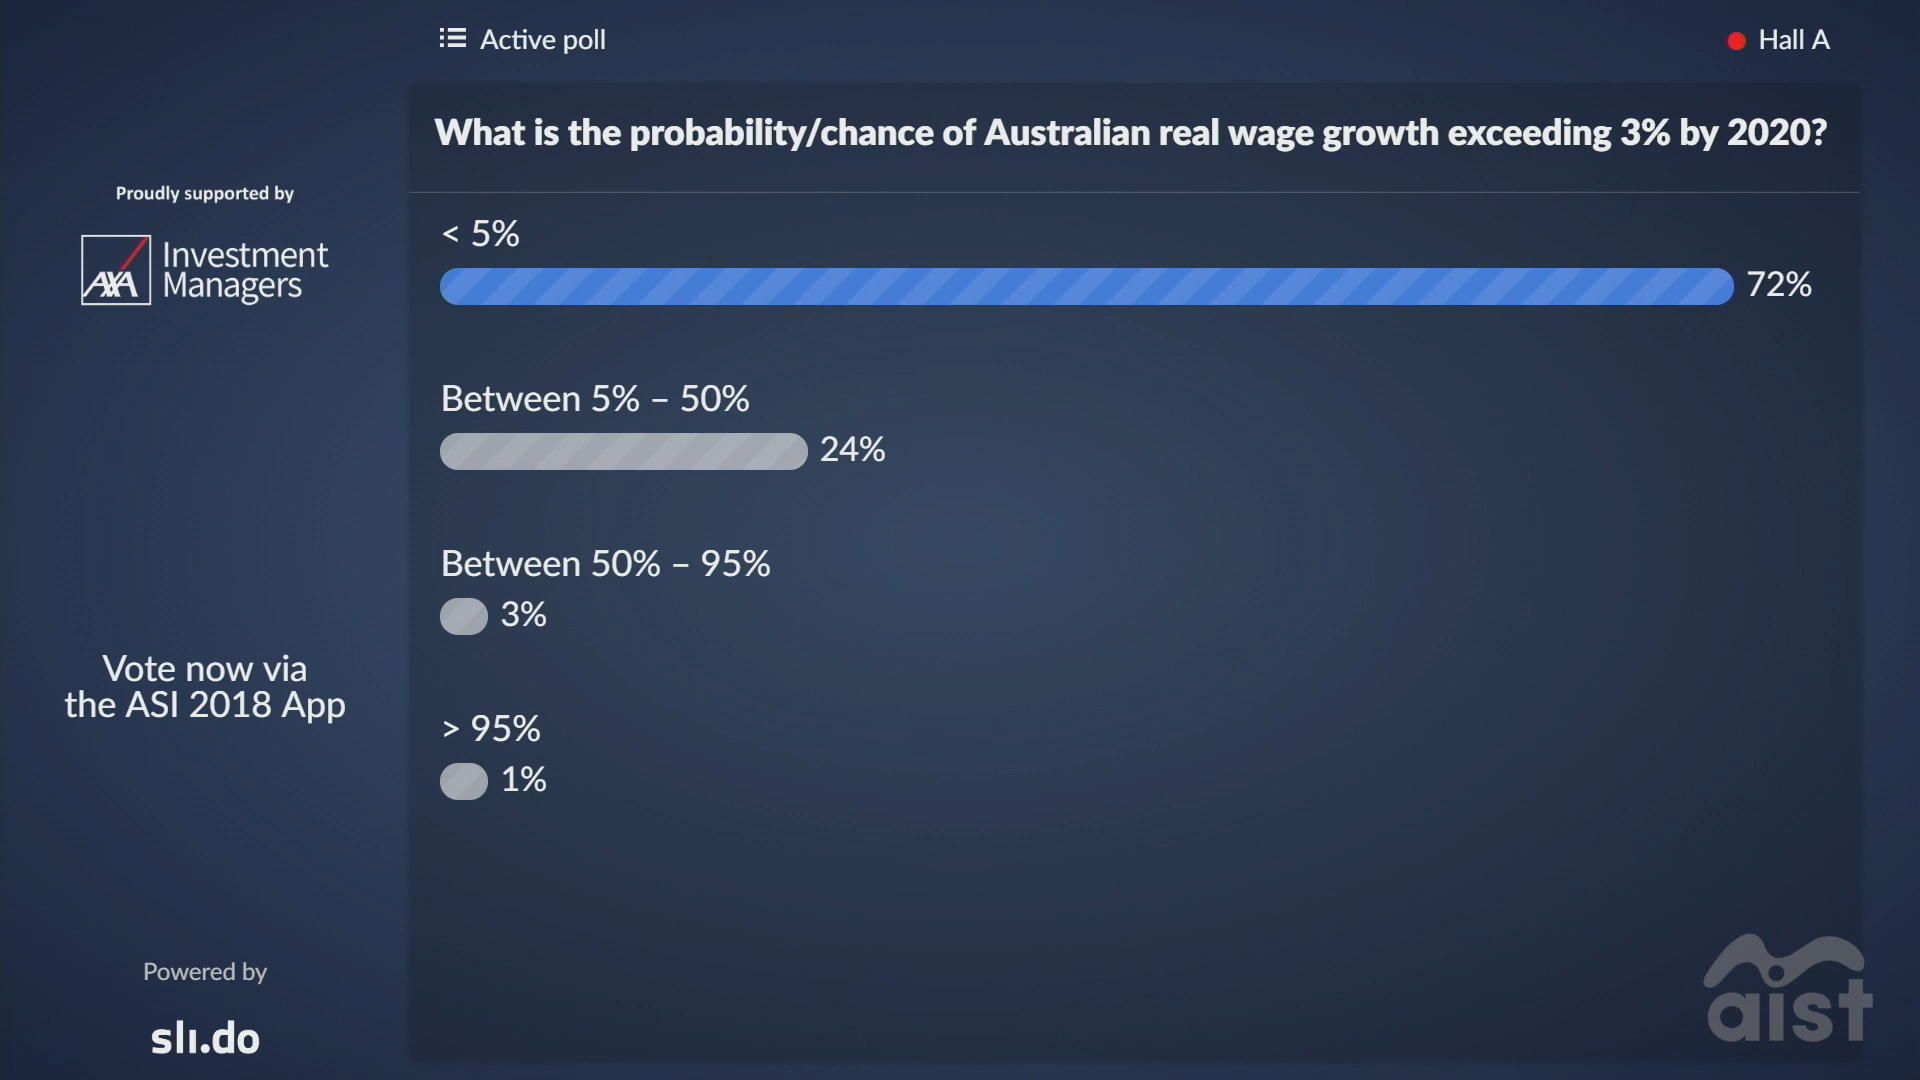 Active poll
Hall A
What is the probability/chance of Australian real wage growth exceeding 3% by 2020?
Proudly supported by
AXA Investment
Managers
< 5%
72%
Between 5% – 50%
24%
Between 50% – 95%
3%
Vote now via
the ASI 2018 App
> 95%
1%
Powered by
sli.do
aist